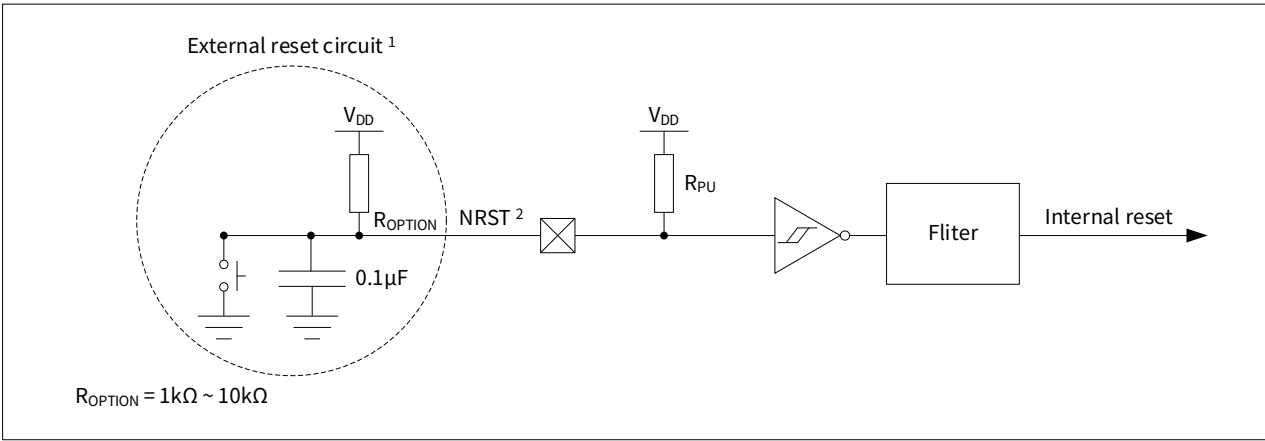 External reset circuit 1
VDD
VDD
RPU
ROPTION
NRST 2
Internal reset
Fliter
0.1μF
ROPTION = 1kΩ ~ 10kΩ